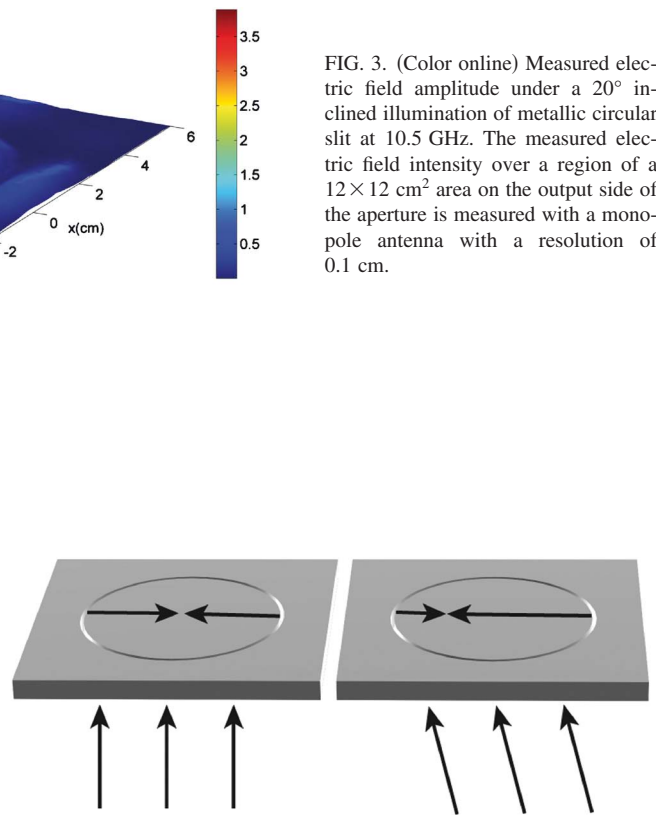 3.5
3
2.5
2
1.5
1
0.5
6
4
2
0
-2
x(cm)
FIG. 3. (Color online) Measured elec-
tric field amplitude under a 20° in-
clined illumination of metallic circular
slit at 10.5 GHz. The measured elec-
tric field intensity over a region of a
12×12 cm² area on the output side of
the aperture is measured with a mono-
pole antenna with a resolution of
0.1 cm.